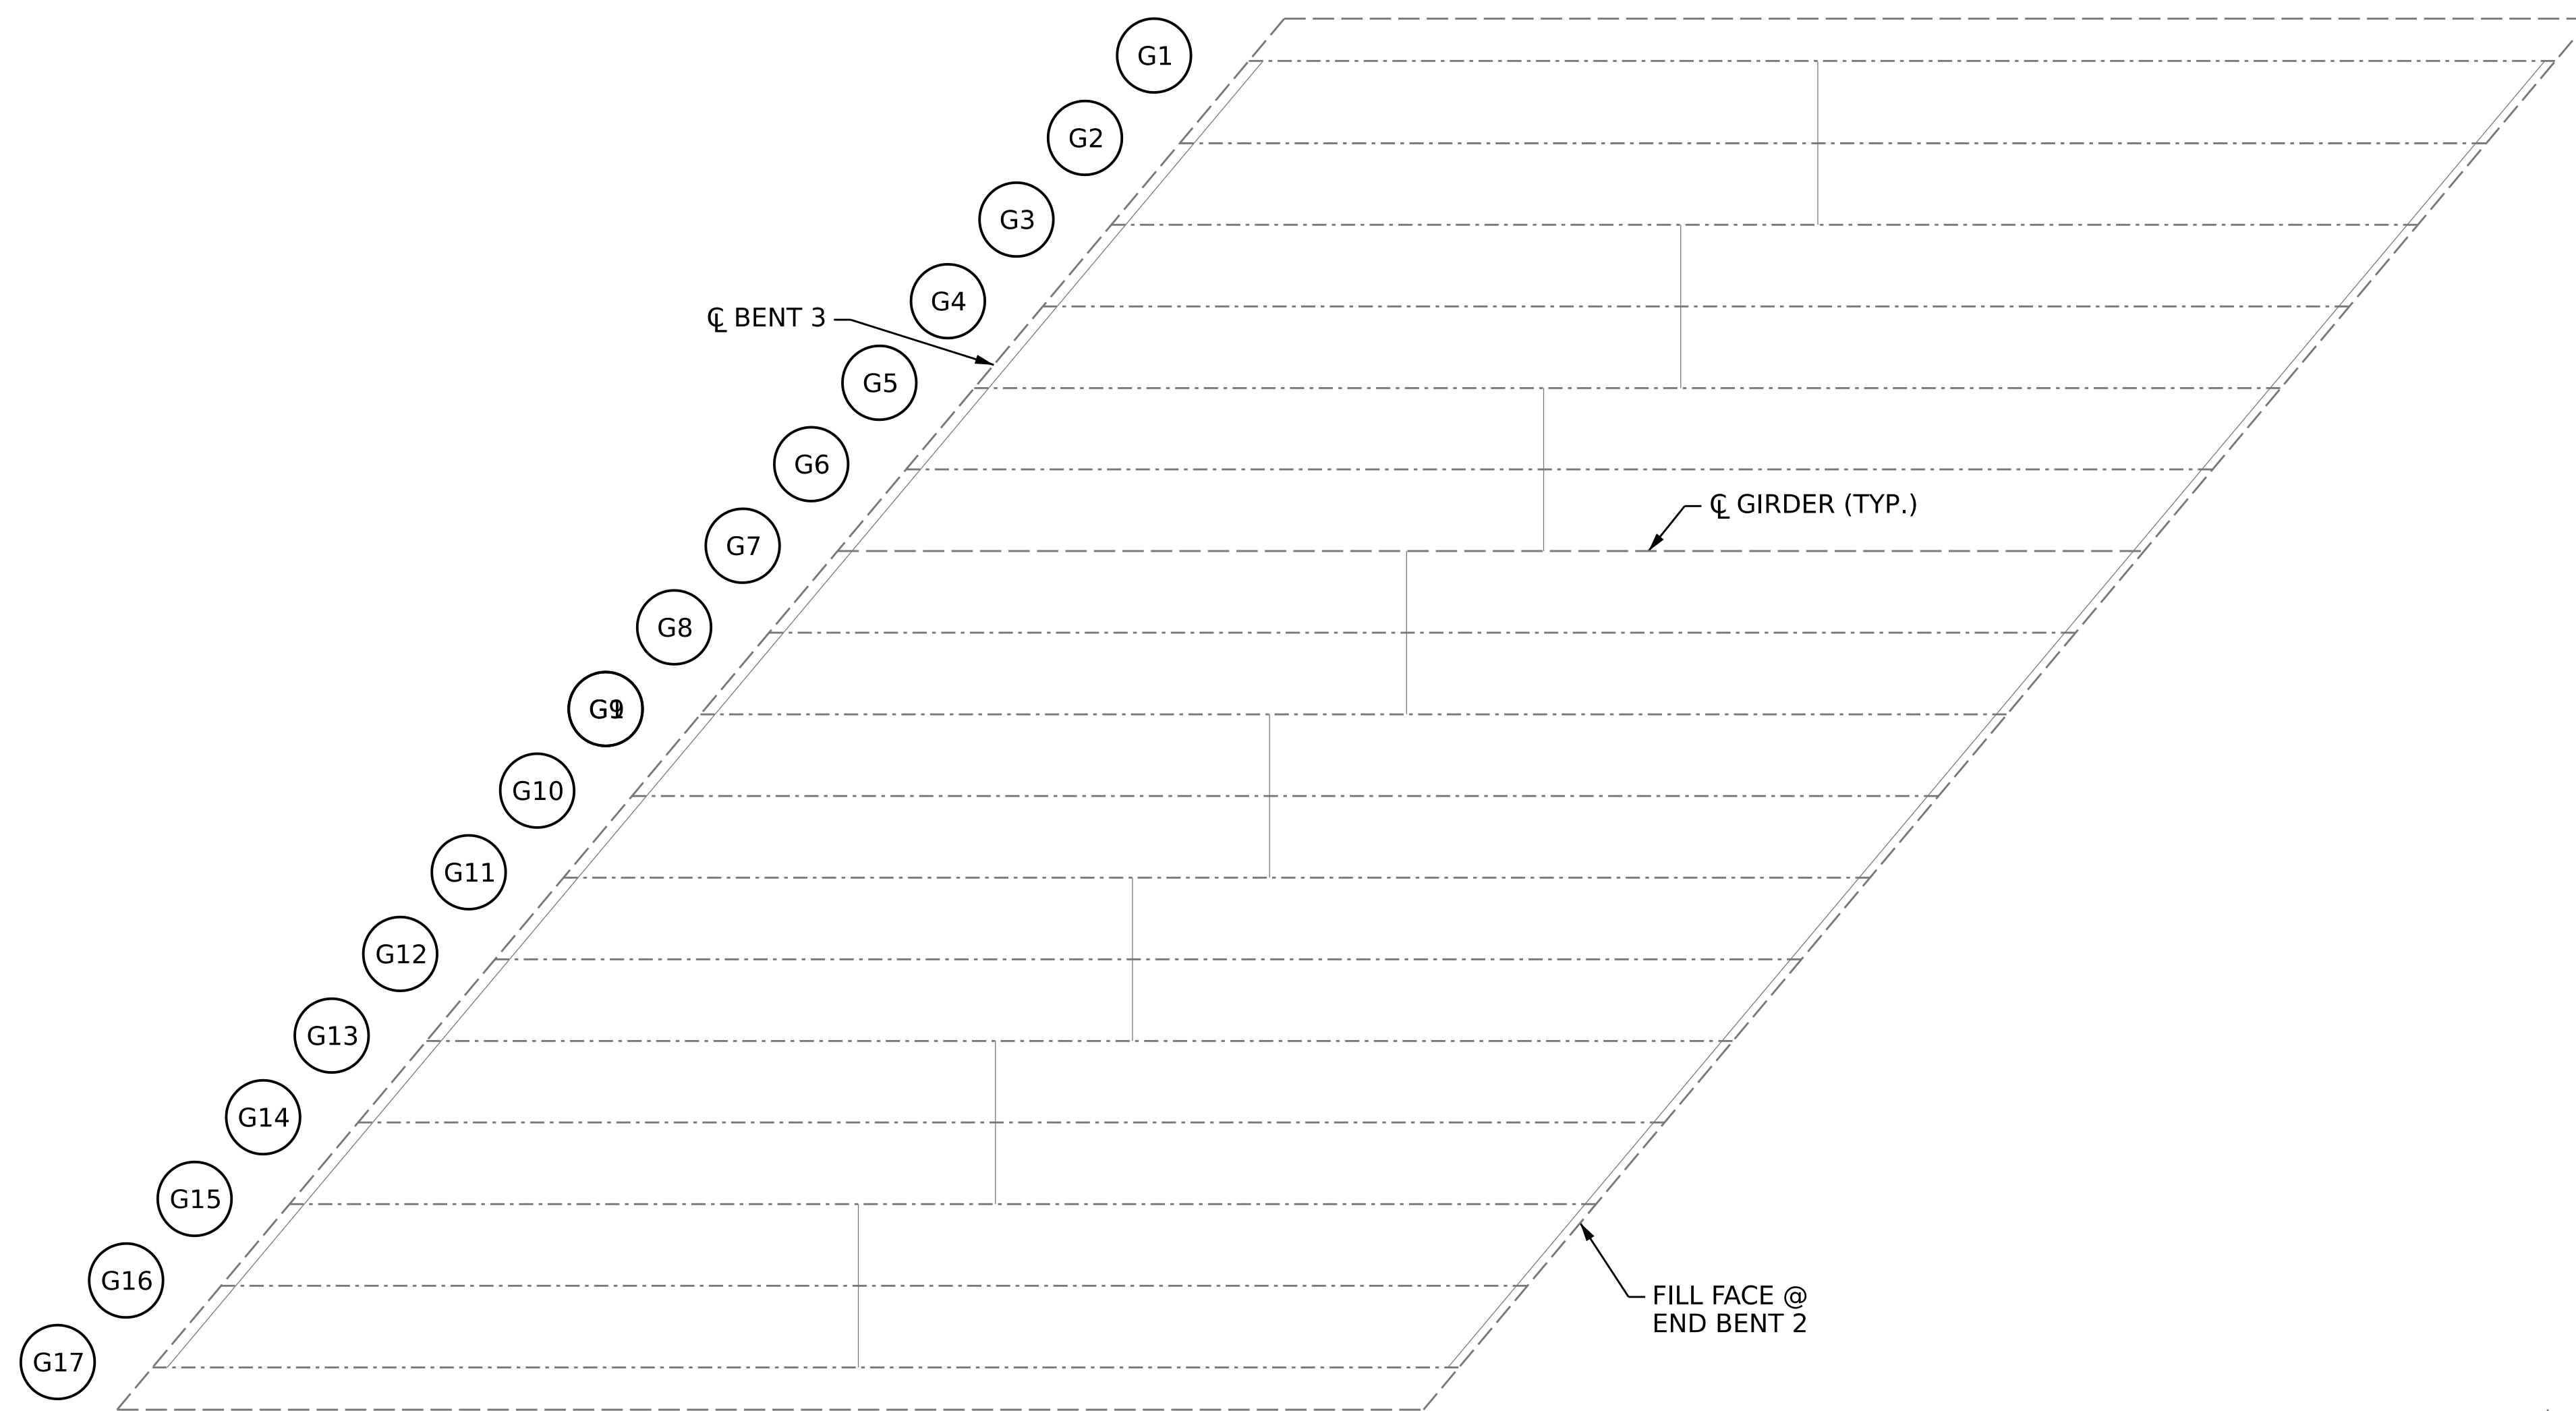 G1
G2
G3
G4
℄ BENT 3
G5
G6
℄ GIRDER (TYP.)
G7
G8
G9
G10
G11
G12
G13
G14
G15
G16
FILL FACE @
END BENT 2
G17